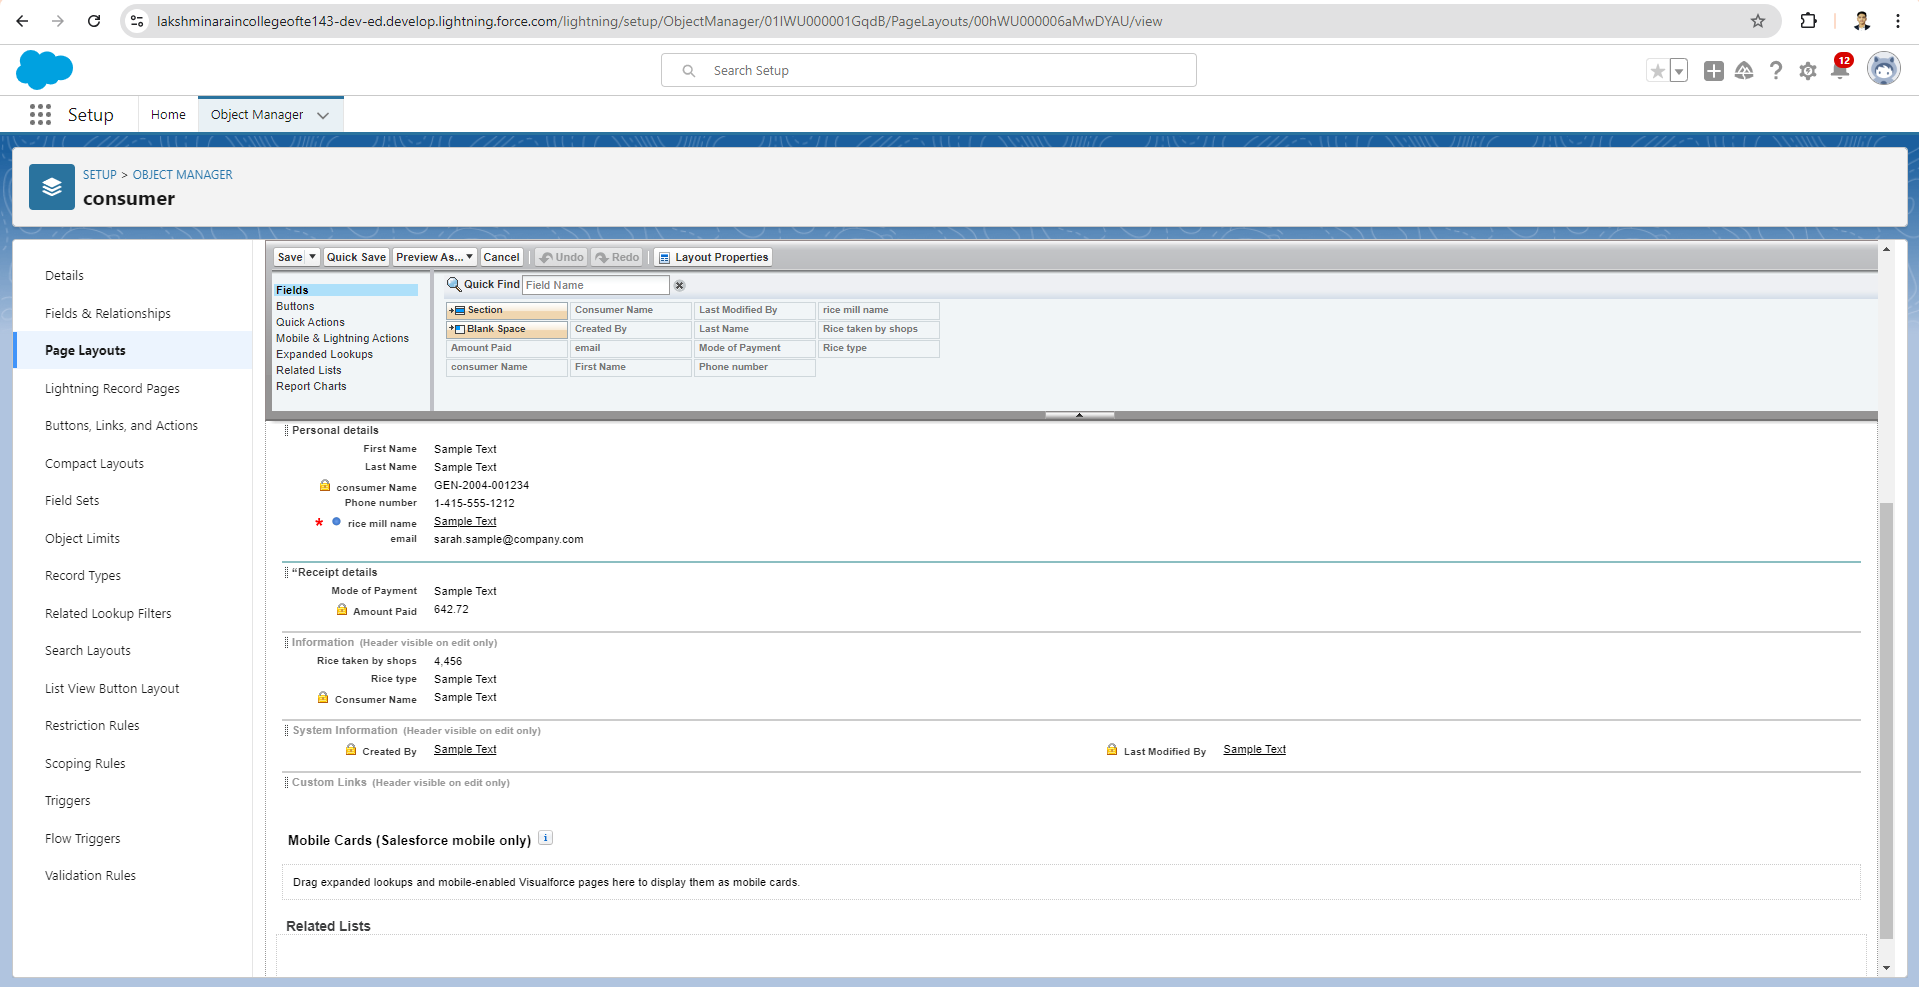 lakshminaraincollegeofte143-dev-ed.develop.lightning.force.com/lightning/setup/ObjectManager/01IWU000001GqdB/PageLayouts/00hWU000006aMwDYAU/view
Search Setup
12
Setup
Home
Object Manager
SETUP > OBJECT MANAGER
consumer
Details
Fields & Relationships
Page Layouts
Lightning Record Pages
Buttons, Links, and Actions
Compact Layouts
Field Sets
Object Limits
Record Types
Related Lookup Filters
Search Layouts
List View Button Layout
Restriction Rules
Scoping Rules
Triggers
Flow Triggers
Validation Rules
Save Quick Save Preview As... Cancel Undo Redo Layout Properties
Fields
Buttons
Quick Actions
Mobile & Lightning Actions
Expanded Lookups
Related Lists
Report Charts
Quick Find Field Name
Section Consumer Name Last Modified By rice mill name
Blank Space Created By Last Name Rice taken by shops
Amount Paid email Mode of Payment Rice type
consumer Name First Name Phone number
Personal details
First Name Sample Text
Last Name Sample Text
consumer Name GEN-2004-001234
Phone number 1-415-555-1212
* rice mill name Sample Text
email sarah.sample@company.com
“Receipt details
Mode of Payment Sample Text
Amount Paid 642.72
Information (Header visible on edit only)
Rice taken by shops 4,456
Rice type Sample Text
Consumer Name Sample Text
System Information (Header visible on edit only)
Created By Sample Text Last Modified By Sample Text
Custom Links (Header visible on edit only)
Mobile Cards (Salesforce mobile only) i
Drag expanded lookups and mobile-enabled Visualforce pages here to display them as mobile cards.
Related Lists